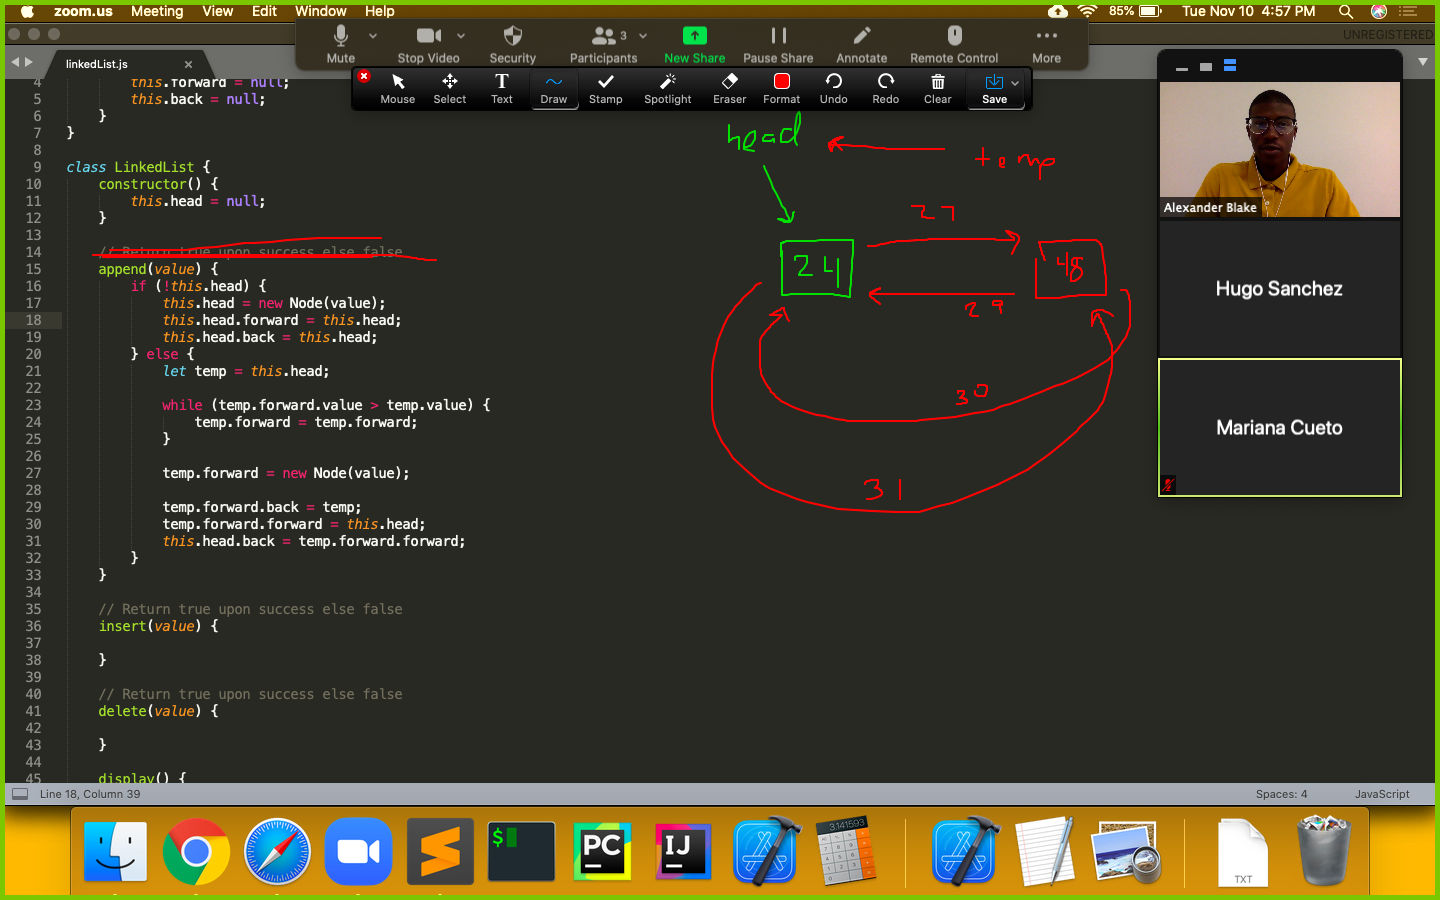 zoom.us Meeting View Edit Window Help
85% Tue Nov 10 4:57 PM
UNREGISTERED
Mute Stop Video Security Participants 3 New Share Pause Share Annotate Remote Control More
linkedList.js
Mouse Select Text Draw Stamp Spotlight Eraser Format Undo Redo Clear Save
4 this.forward = null;
5 this.back = null;
6 }
7 }
8
9 class LinkedList {
10 constructor() {
11 this.head = null;
12 }
13
14 // Return true upon success else false
15 append(value) {
16 if (!this.head) {
17 this.head = new Node(value);
18 this.head.forward = this.head;
19 this.head.back = this.head;
20 } else {
21 let temp = this.head;
22
23 while (temp.forward.value > temp.value) {
24 temp.forward = temp.forward;
25 }
26
27 temp.forward = new Node(value);
28
29 temp.forward.back = temp;
30 temp.forward.forward = this.head;
31 this.head.back = temp.forward.forward;
32 }
33 }
34
35 // Return true upon success else false
36 insert(value) {
37
38 }
39
40 // Return true upon success else false
41 delete(value) {
42
43 }
44
45 display() {
head
temp
27
24
48
29
30
31
Alexander Blake
Hugo Sanchez
Mariana Cueto
Line 18, Column 39
Spaces: 4
JavaScript
$
PC
IJ
3.141593
TXT